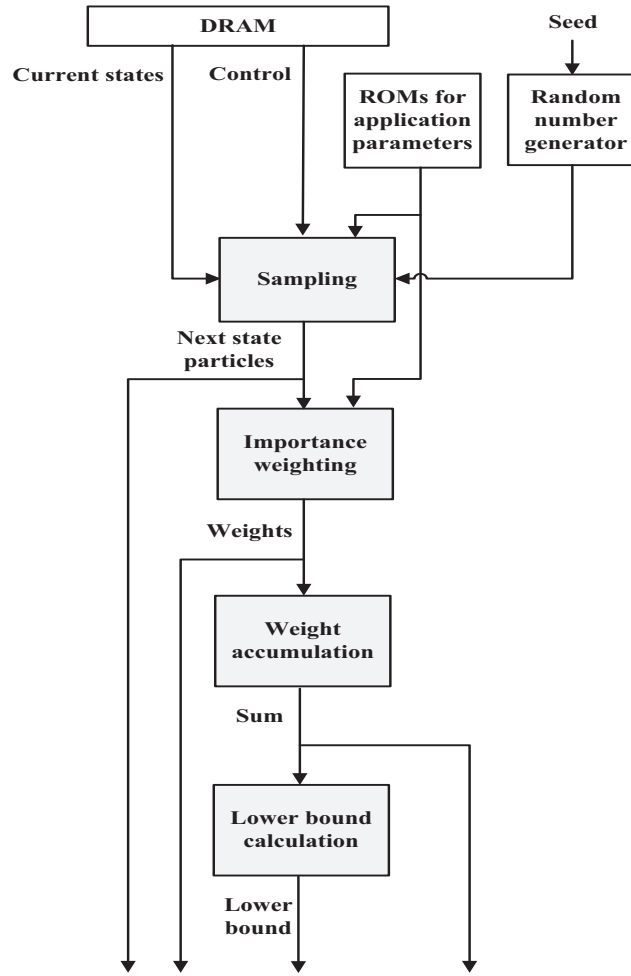 DRAM
Seed
Current states
Control
ROMs for
application
parameters
Random
number
generator
Sampling
Next state
particles
Importance
weighting
Weights
Weight
accumulation
Sum
Lower bound
calculation
Lower
bound